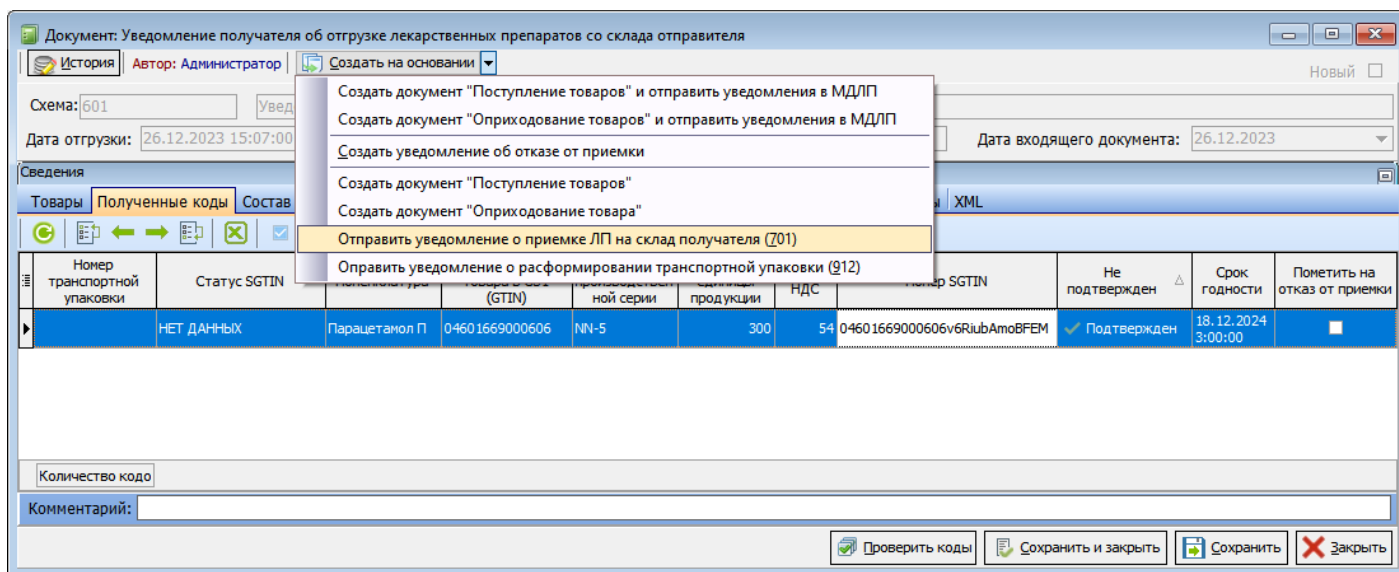 Документ: Уведомление получателя об отгрузке лекарственных препаратов со склада отправителя
История Автор: Администратор Создать на основании
Новый
Создать документ "Поступление товаров" и отправить уведомления в МДЛП
Схема: 601
Создать документ "Оприходование товаров" и отправить уведомления в МДЛП
Дата отгрузки: 26.12.2023 15:07:00 Дата входящего документа: 26.12.2023
Создать уведомление об отказе от приемки
Сведения
Создать документ "Поступление товаров"
Товары Полученные коды Состав XML
Создать документ "Оприходование товара"
Отправить уведомление о приемке ЛП на склад получателя (701)
Оправить уведомление о расформировании транспортной упаковки (912)
Номер транспортной упаковки
Статус SGTIN
(GTIN)
ной серии
продукции
НДС
SGTIN
Не подтвержден
Срок годности
Пометить на отказ от приемки
НЕТ ДАННЫХ Парацетамол П 04601669000606 NN-5 300 54 04601669000606v6RiubAmoBFEM Подтвержден 18.12.2024 3:00:00
Количество кодо
Комментарий:
Проверить коды Сохранить и закрыть Сохранить Закрыть